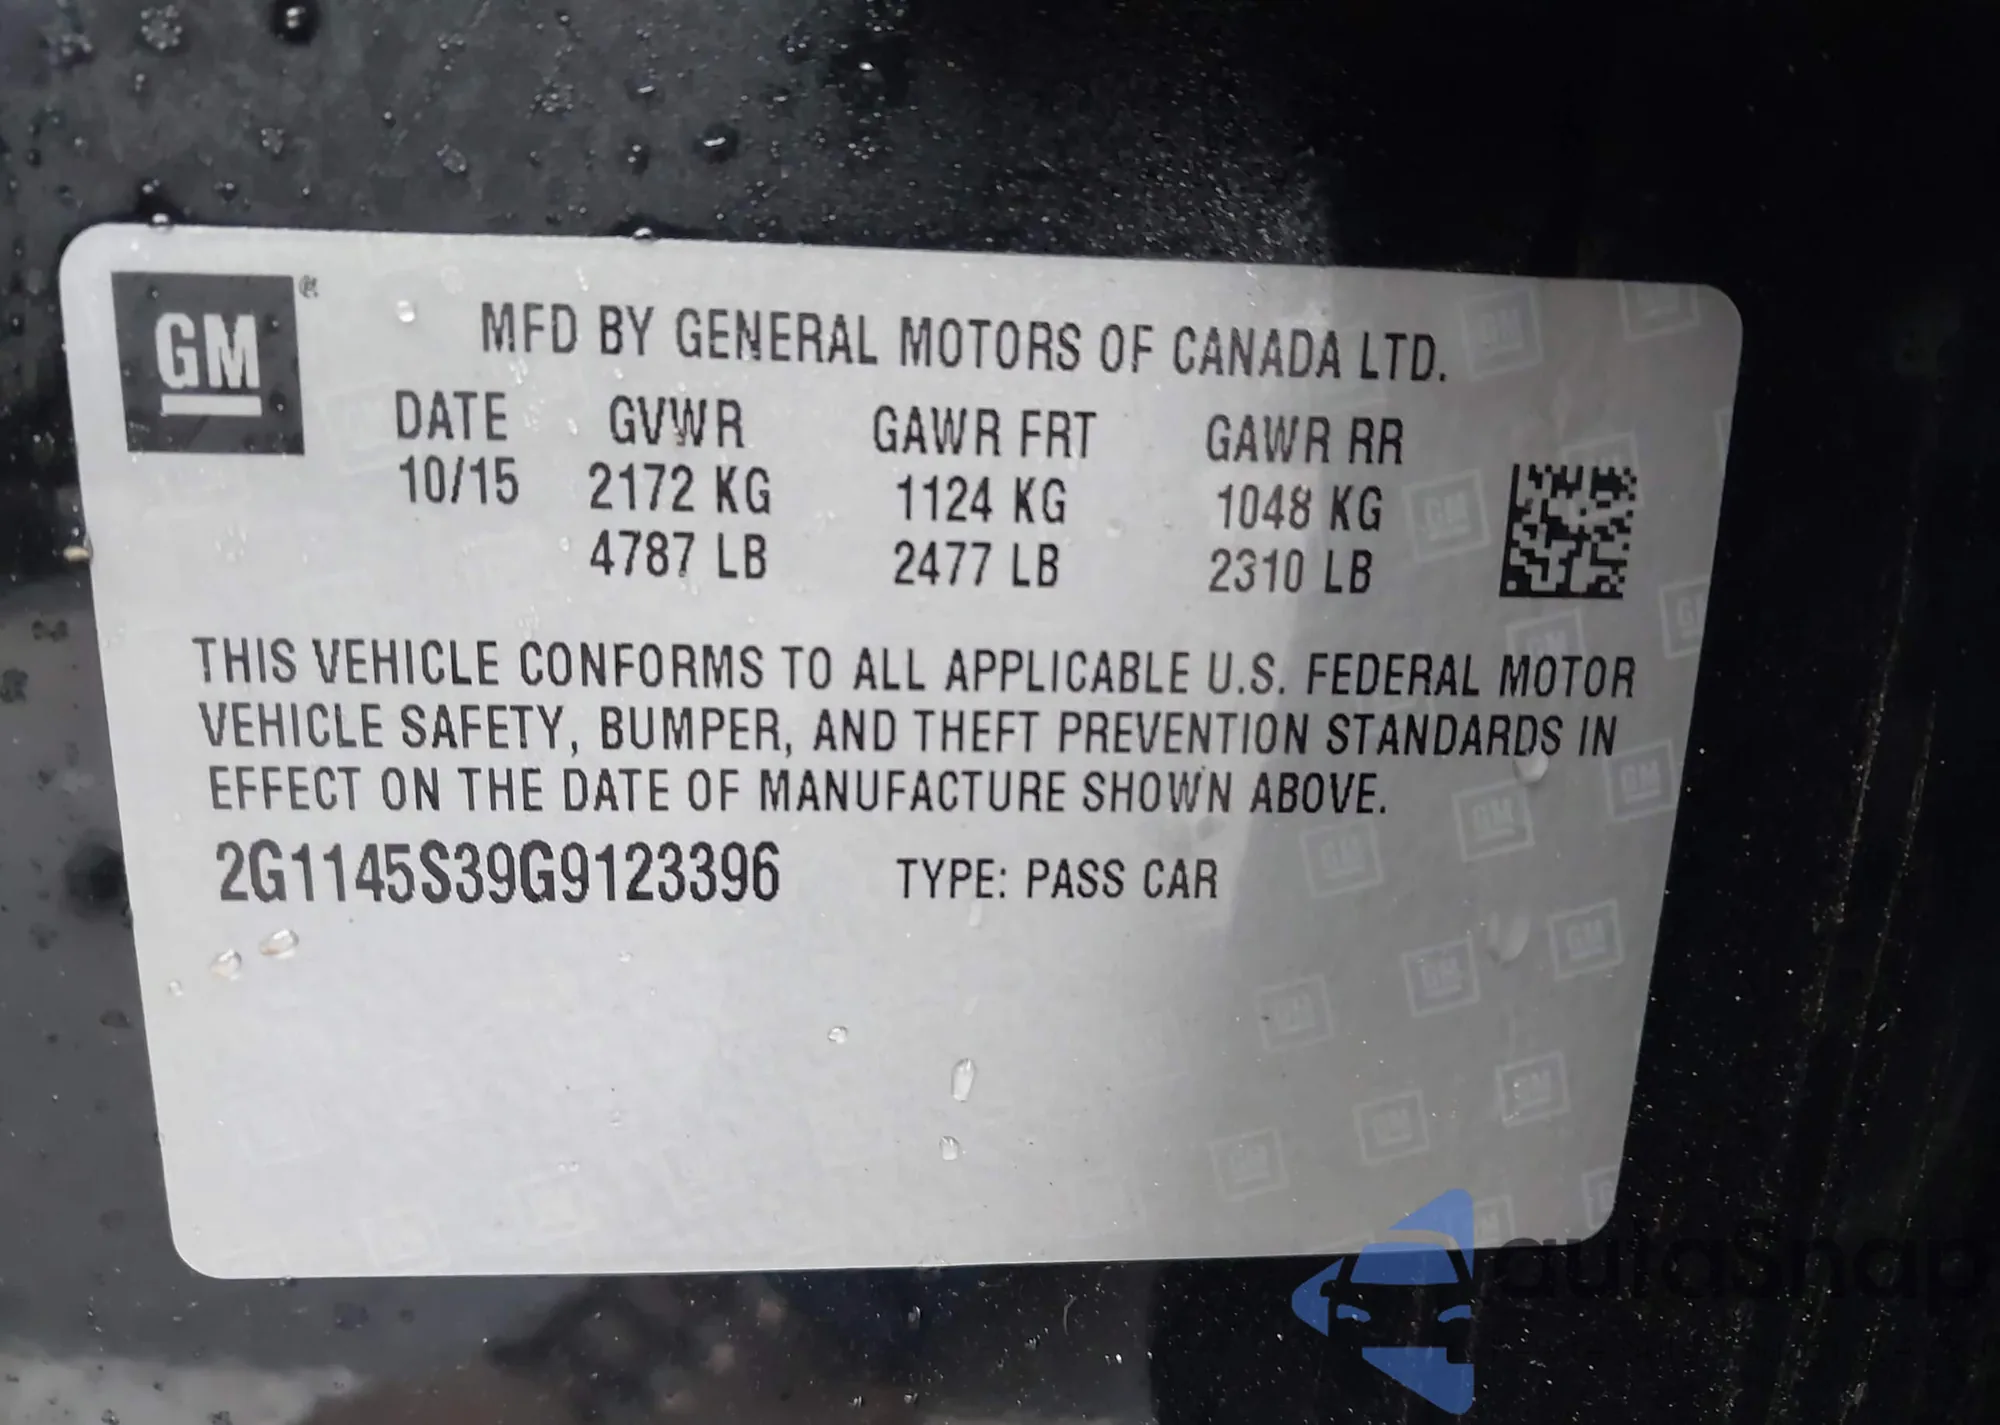 GM ®
MFD BY GENERAL MOTORS OF CANADA LTD.
DATE GVWR GAWR FRT GAWR RR
10/15 2172 KG 1124 KG 1048 KG
4787 LB 2477 LB 2310 LB
THIS VEHICLE CONFORMS TO ALL APPLICABLE U.S. FEDERAL MOTOR
VEHICLE SAFETY, BUMPER, AND THEFT PREVENTION STANDARDS IN
EFFECT ON THE DATE OF MANUFACTURE SHOWN ABOVE.
2G1145S39G9123396 TYPE: PASS CAR
autosnap